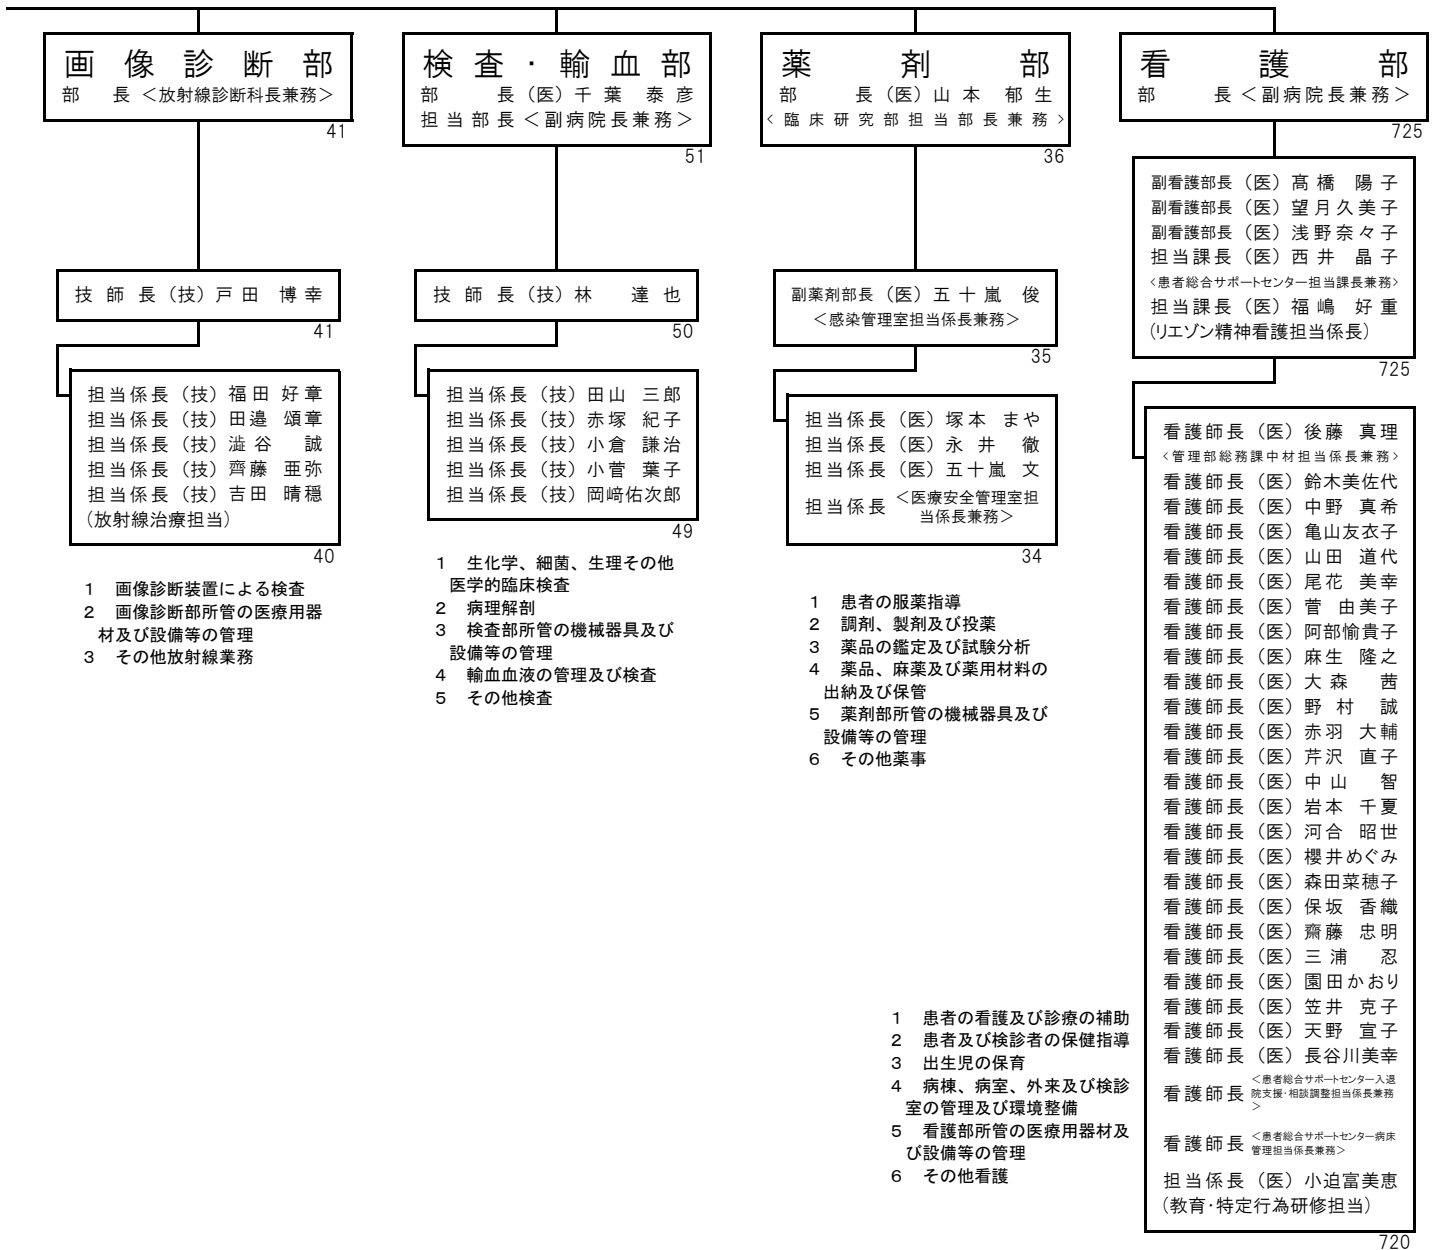 画像診断部
部　長＜放射線診断科長兼務＞
41
技師長（技）戸田　博幸
41
担当係長（技）福田 好章
担当係長（技）田邉 頌章
担当係長（技）澁谷　誠
担当係長（技）齊藤 亜弥
担当係長（技）吉田 晴穏
（放射線治療担当）
40
１　画像診断装置による検査
２　画像診断部所管の医療用器
材及び設備等の管理
３　その他放射線業務
検査・輸血部
部　長（医）千葉　泰彦
担当部長＜副病院長兼務＞
51
技師長（技）林　達也
50
担当係長（技）田山　三郎
担当係長（技）赤塚　紀子
担当係長（技）小倉　謙治
担当係長（技）小菅　葉子
担当係長（技）岡﨑佑次郎
49
１　生化学、細菌、生理その他
医学的臨床検査
２　病理解剖
３　検査部所管の機械器具及び
設備等の管理
４　輸血血液の管理及び検査
５　その他検査
薬剤部
部　長（医）山本　郁生
＜臨床研究部担当部長兼務＞
36
副薬剤部長（医）五十嵐　俊
＜感染管理室担当係長兼務＞
35
担当係長（医）塚本 まや
担当係長（医）永井　徹
担当係長（医）五十嵐 文
担当係長＜医療安全管理室担
当係長兼務＞
34
１　患者の服薬指導
２　調剤、製剤及び投薬
３　薬品の鑑定及び試験分析
４　薬品、麻薬及び薬用材料の
出納及び保管
５　薬剤部所管の機械器具及び
設備等の管理
６　その他薬事
看護部
部　長＜副病院長兼務＞
725
副看護部長（医）髙橋　陽子
副看護部長（医）望月久美子
副看護部長（医）浅野奈々子
担当課長（医）西井　晶子
＜患者総合サポートセンター担当課長兼務＞
担当課長（医）福嶋　好重
（リエゾン精神看護担当係長）
725
看護師長（医）後藤　真理
＜管理部総務課中材担当係長兼務＞
看護師長（医）鈴木美佐代
看護師長（医）中野　真希
看護師長（医）亀山友衣子
看護師長（医）山田　道代
看護師長（医）尾花　美幸
看護師長（医）菅　由美子
看護師長（医）阿部愉貴子
看護師長（医）麻生　隆之
看護師長（医）大森　茜
看護師長（医）野村　誠
看護師長（医）赤羽　大輔
看護師長（医）芹沢　直子
看護師長（医）中山　智
看護師長（医）岩本　千夏
看護師長（医）河合　昭世
看護師長（医）櫻井めぐみ
看護師長（医）森田菜穂子
看護師長（医）保坂　香織
看護師長（医）齋藤　忠明
看護師長（医）三浦　忍
看護師長（医）園田かおり
看護師長（医）笠井　克子
看護師長（医）天野　宣子
看護師長（医）長谷川美幸
看護師長＜患者総合サポートセンター入退
院支援・相談調整担当係長兼務
＞
看護師長＜患者総合サポートセンター病床
管理担当係長兼務＞
担当係長（医）小迫富美恵
（教育・特定行為研修担当）
720
１　患者の看護及び診療の補助
２　患者及び検診者の保健指導
３　出生児の保育
４　病棟、病室、外来及び検診
室の管理及び環境整備
５　看護部所管の医療用器材及
び設備等の管理
６　その他看護